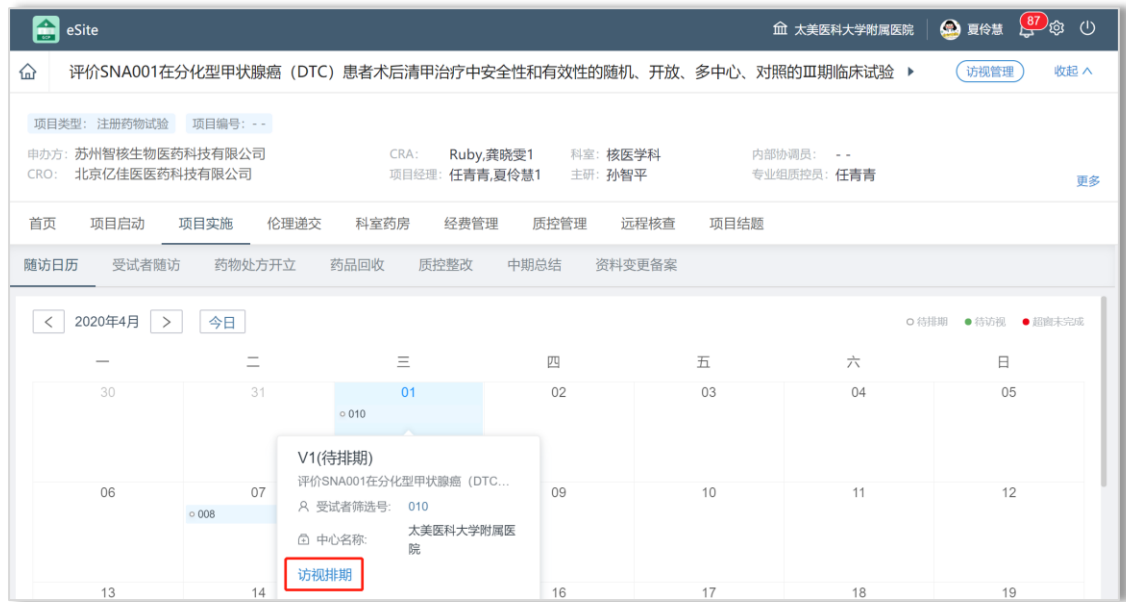 eSite 太美医科大学附属医院 夏伶慧 87
评价SNA001在分化型甲状腺癌（DTC）患者术后清甲治疗中安全性和有效性的随机、开放、多中心、对照的III期临床试验 访视管理 收起
项目类型: 注册药物试验 项目编号: - -
申办方: 苏州智核生物医药科技有限公司 CRA: Ruby,龚晓雯1 科室: 核医学科 内部协调员: - -
CRO: 北京亿佳医医药科技有限公司 项目经理: 任青青,夏伶慧1 主研: 孙智平 专业组质控员: 任青青
更多
首页 项目启动 项目实施 伦理递交 科室药房 经费管理 质控管理 远程核查 项目结题
随访日历 受试者随访 药物处方开立 药品回收 质控整改 中期总结 资料变更备案
< 2020年4月 > 今日 待排期 待访视 超窗未完成
一 二 三 四 五 六 日
30 31 01 02 03 04 05
010
V1(待排期)
评价SNA001在分化型甲状腺癌（DTC...
06 07 09 10 11 12
受试者筛选号: 010
008
中心名称: 太美医科大学附属医
院
访视排期
13 14 16 17 18 19